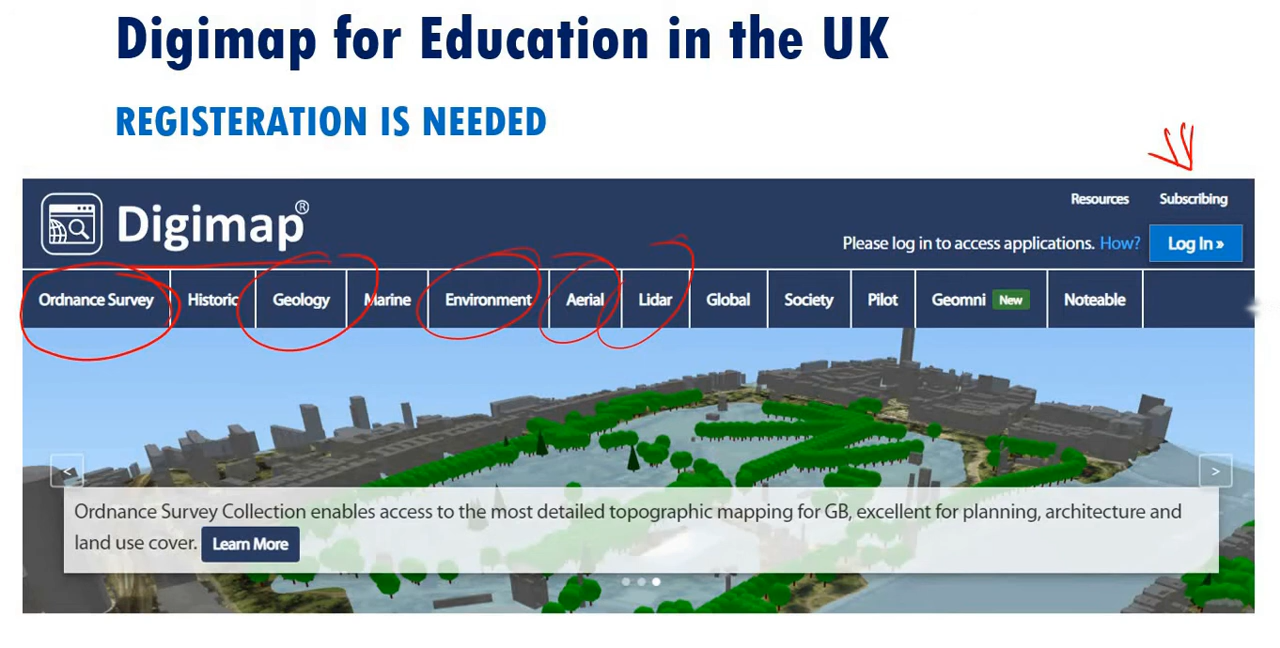 Digimap for Education in the UK
REGISTERATION IS NEEDED
Resources Subscribing
Digimap®
Please log in to access applications. How? Log In »
Ordnance Survey Historic Geology Marine Environment Aerial Lidar Global Society Pilot Geomni New Noteable
< >
Ordnance Survey Collection enables access to the most detailed topographic mapping for GB, excellent for planning, architecture and
land use cover. Learn More